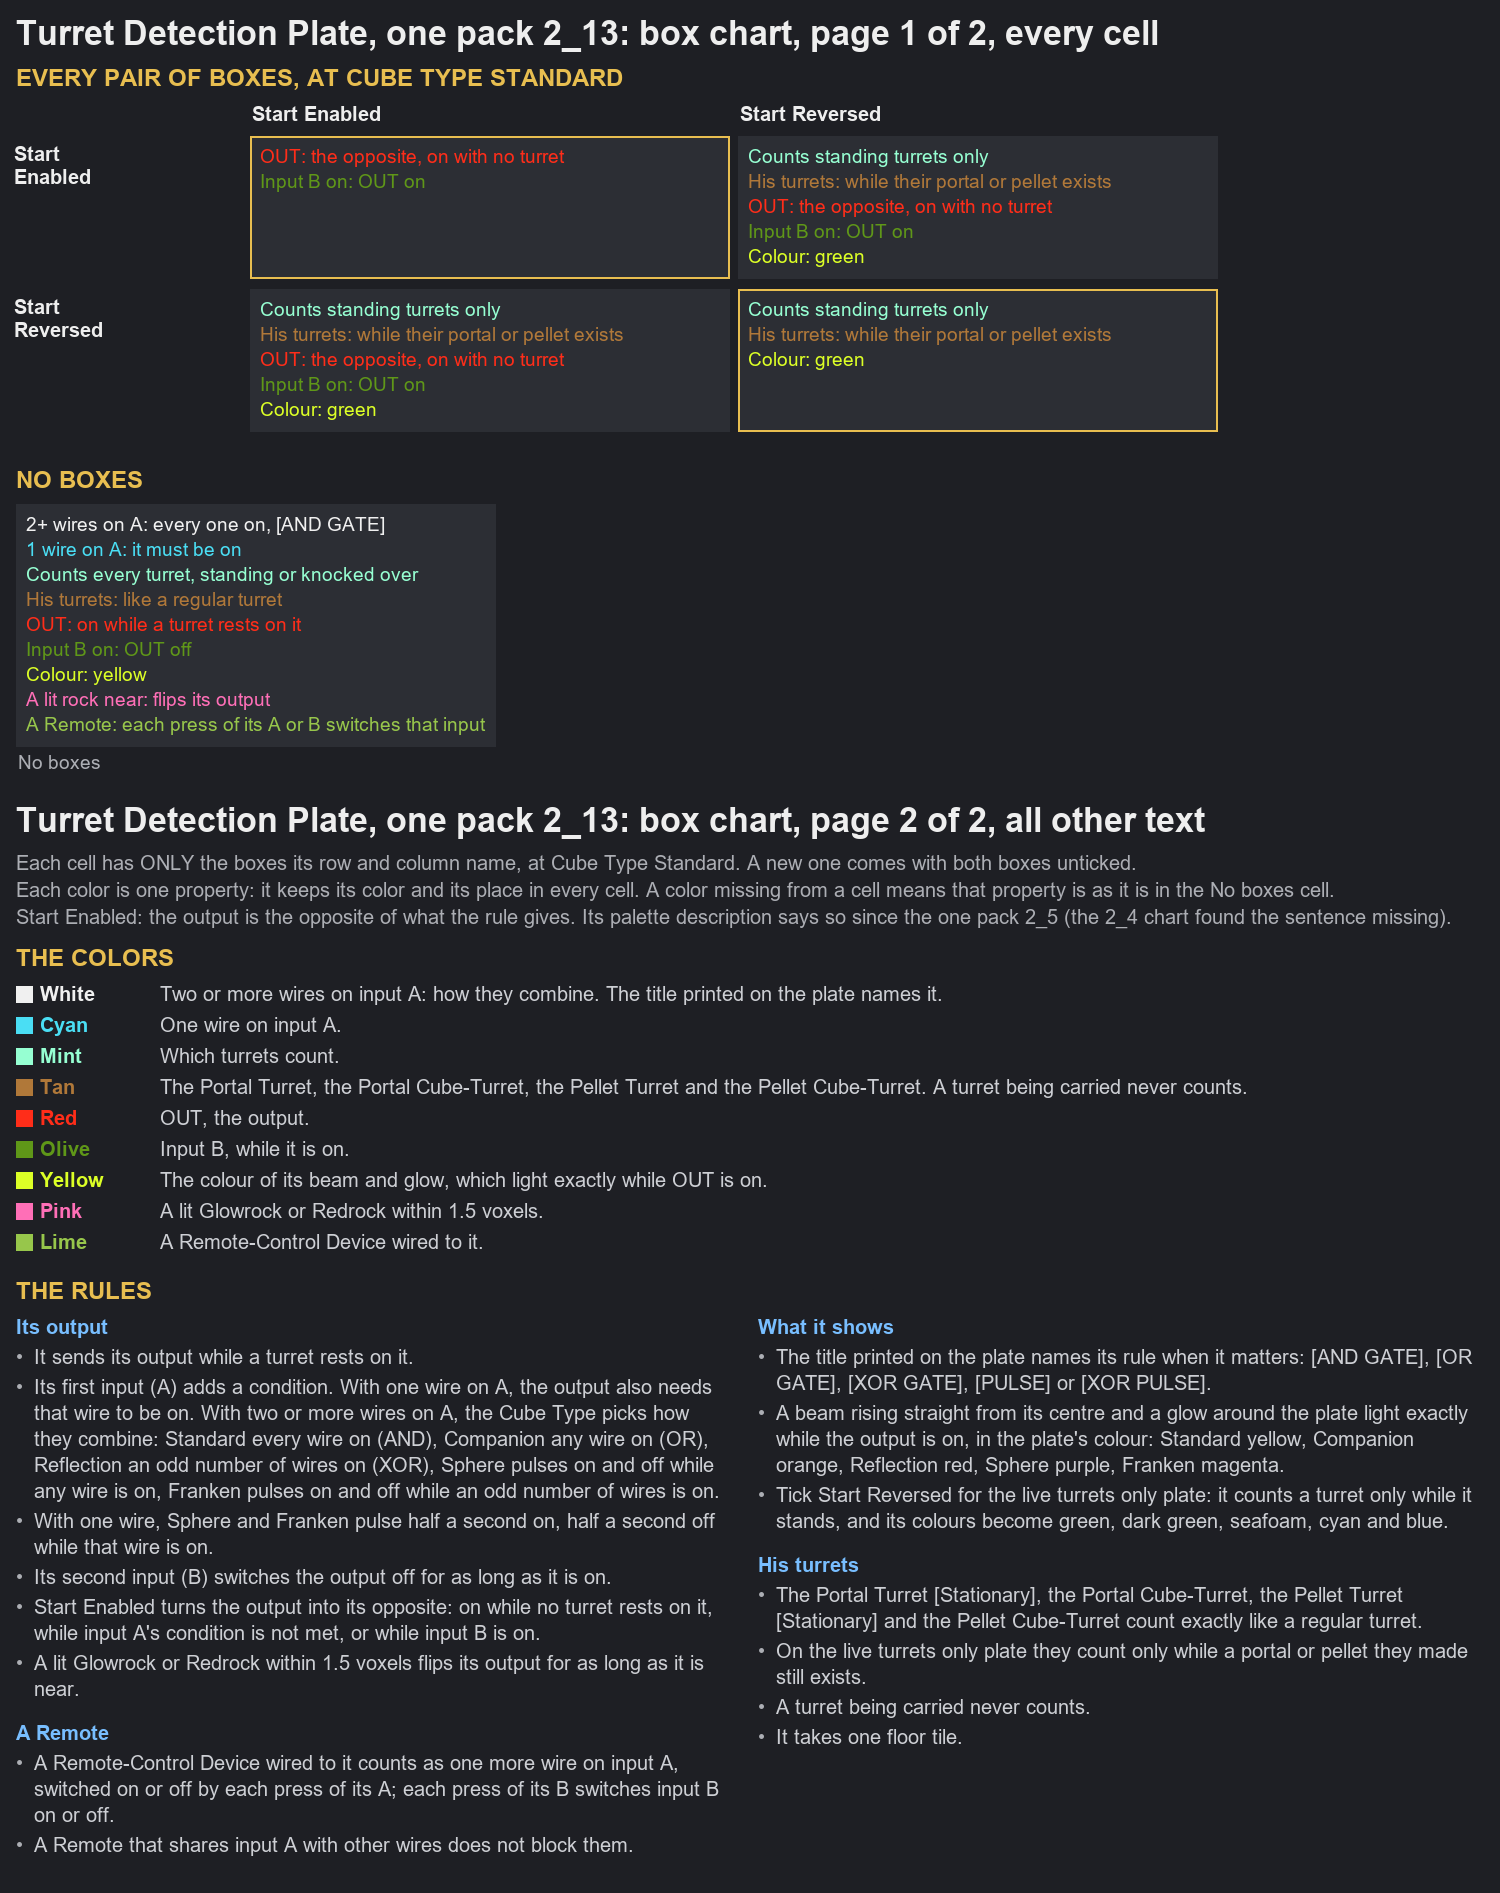 Turret Detection Plate, one pack 2_13: box chart, page 1 of 2, every cell
EVERY PAIR OF BOXES, AT CUBE TYPE STANDARD
Start Enabled
Start Reversed
Start
Enabled
OUT: the opposite, on with no turret
Input B on: OUT on
Counts standing turrets only
His turrets: while their portal or pellet exists
OUT: the opposite, on with no turret
Input B on: OUT on
Colour: green
Start
Reversed
Counts standing turrets only
His turrets: while their portal or pellet exists
OUT: the opposite, on with no turret
Input B on: OUT on
Colour: green
Counts standing turrets only
His turrets: while their portal or pellet exists
Colour: green
NO BOXES
2+ wires on A: every one on, [AND GATE]
1 wire on A: it must be on
Counts every turret, standing or knocked over
His turrets: like a regular turret
OUT: on while a turret rests on it
Input B on: OUT off
Colour: yellow
A lit rock near: flips its output
A Remote: each press of its A or B switches that input
No boxes
Turret Detection Plate, one pack 2_13: box chart, page 2 of 2, all other text
Each cell has ONLY the boxes its row and column name, at Cube Type Standard. A new one comes with both boxes unticked.
Each color is one property: it keeps its color and its place in every cell. A color missing from a cell means that property is as it is in the No boxes cell.
Start Enabled: the output is the opposite of what the rule gives. Its palette description says so since the one pack 2_5 (the 2_4 chart found the sentence missing).
THE COLORS
White Two or more wires on input A: how they combine. The title printed on the plate names it.
Cyan One wire on input A.
Mint Which turrets count.
Tan The Portal Turret, the Portal Cube-Turret, the Pellet Turret and the Pellet Cube-Turret. A turret being carried never counts.
Red OUT, the output.
Olive Input B, while it is on.
Yellow The colour of its beam and glow, which light exactly while OUT is on.
Pink A lit Glowrock or Redrock within 1.5 voxels.
Lime A Remote-Control Device wired to it.
THE RULES
Its output
• It sends its output while a turret rests on it.
• Its first input (A) adds a condition. With one wire on A, the output also needs
that wire to be on. With two or more wires on A, the Cube Type picks how
they combine: Standard every wire on (AND), Companion any wire on (OR),
Reflection an odd number of wires on (XOR), Sphere pulses on and off while
any wire is on, Franken pulses on and off while an odd number of wires is on.
• With one wire, Sphere and Franken pulse half a second on, half a second off
while that wire is on.
• Its second input (B) switches the output off for as long as it is on.
• Start Enabled turns the output into its opposite: on while no turret rests on it,
while input A's condition is not met, or while input B is on.
• A lit Glowrock or Redrock within 1.5 voxels flips its output for as long as it is
near.
A Remote
• A Remote-Control Device wired to it counts as one more wire on input A,
switched on or off by each press of its A; each press of its B switches input B
on or off.
• A Remote that shares input A with other wires does not block them.
What it shows
• The title printed on the plate names its rule when it matters: [AND GATE], [OR
GATE], [XOR GATE], [PULSE] or [XOR PULSE].
• A beam rising straight from its centre and a glow around the plate light exactly
while the output is on, in the plate's colour: Standard yellow, Companion
orange, Reflection red, Sphere purple, Franken magenta.
• Tick Start Reversed for the live turrets only plate: it counts a turret only while it
stands, and its colours become green, dark green, seafoam, cyan and blue.
His turrets
• The Portal Turret [Stationary], the Portal Cube-Turret, the Pellet Turret
[Stationary] and the Pellet Cube-Turret count exactly like a regular turret.
• On the live turrets only plate they count only while a portal or pellet they made
still exists.
• A turret being carried never counts.
• It takes one floor tile.